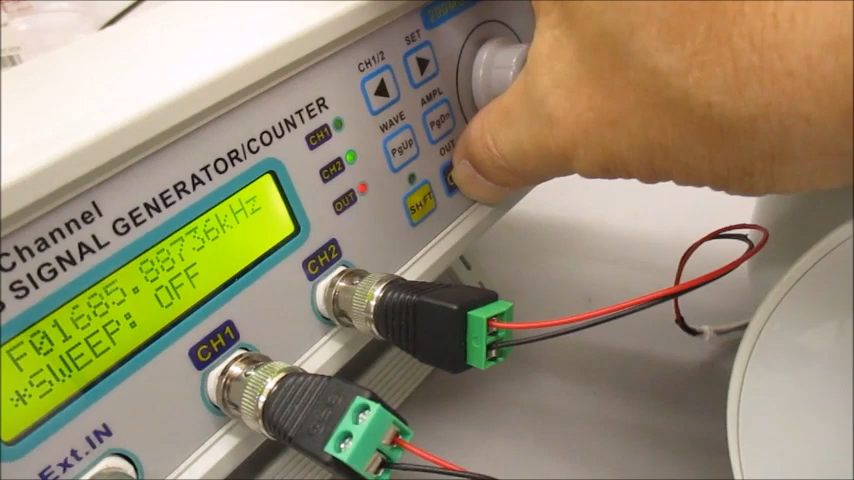 Channel
S SIGNAL GENERATOR/COUNTER
F01685.88736kHz
*SWEEP: OFF
CH1
CH2
OUT
CH1/2
SET
WAVE
AMPL
PgUp
PgDn
OUT
SHIFT
CH2
CH1
Ext.IN